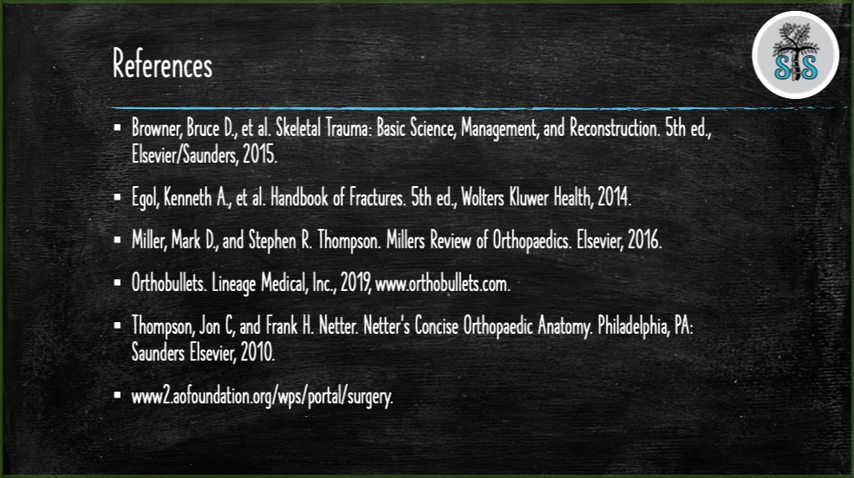 References
STS
▪ Browner, Bruce D., et al. Skeletal Trauma: Basic Science, Management, and Reconstruction. 5th ed.,
Elsevier/Saunders, 2015.
▪ Egol, Kenneth A., et al. Handbook of Fractures. 5th ed., Wolters Kluwer Health, 2014.
▪ Miller, Mark D., and Stephen R. Thompson. Millers Review of Orthopaedics. Elsevier, 2016.
▪ Orthobullets. Lineage Medical, Inc., 2019, www.orthobullets.com.
▪ Thompson, Jon C, and Frank H. Netter. Netter's Concise Orthopaedic Anatomy. Philadelphia, PA:
Saunders Elsevier, 2010.
▪ www2.aofoundation.org/wps/portal/surgery.